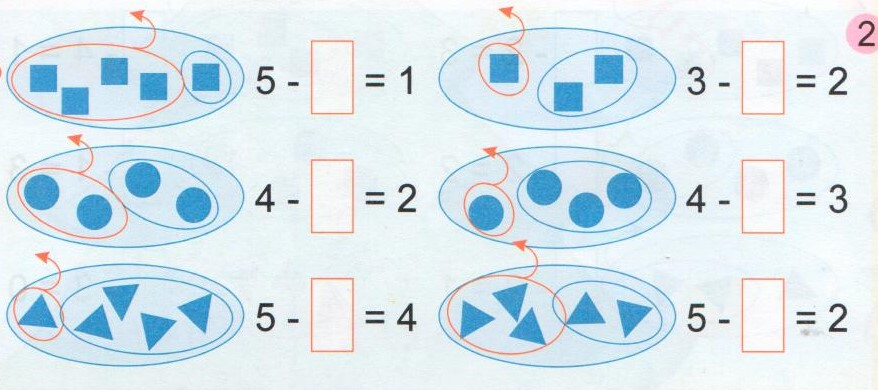 2
5 - = 1
3 - = 2
4 - = 2
4 - = 3
5 - = 4
5 - = 2